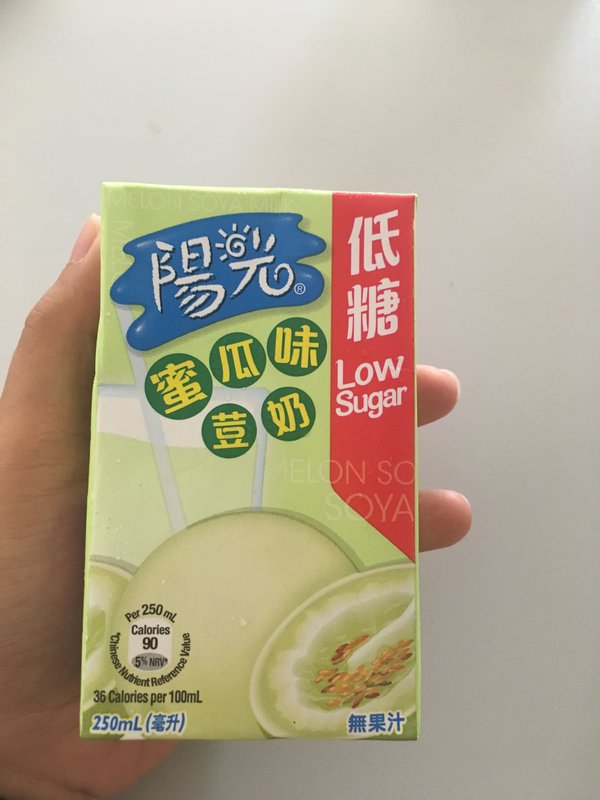 MELON SOYA MILK
陽光®
蜜瓜味
荳奶
低糖
Low
Sugar
MELON SO
SOYA
Per 250 mL
Calories
90
5% NRV*
*Chinese Nutrient Reference Value
36 Calories per 100mL
250mL (毫升)
無果汁